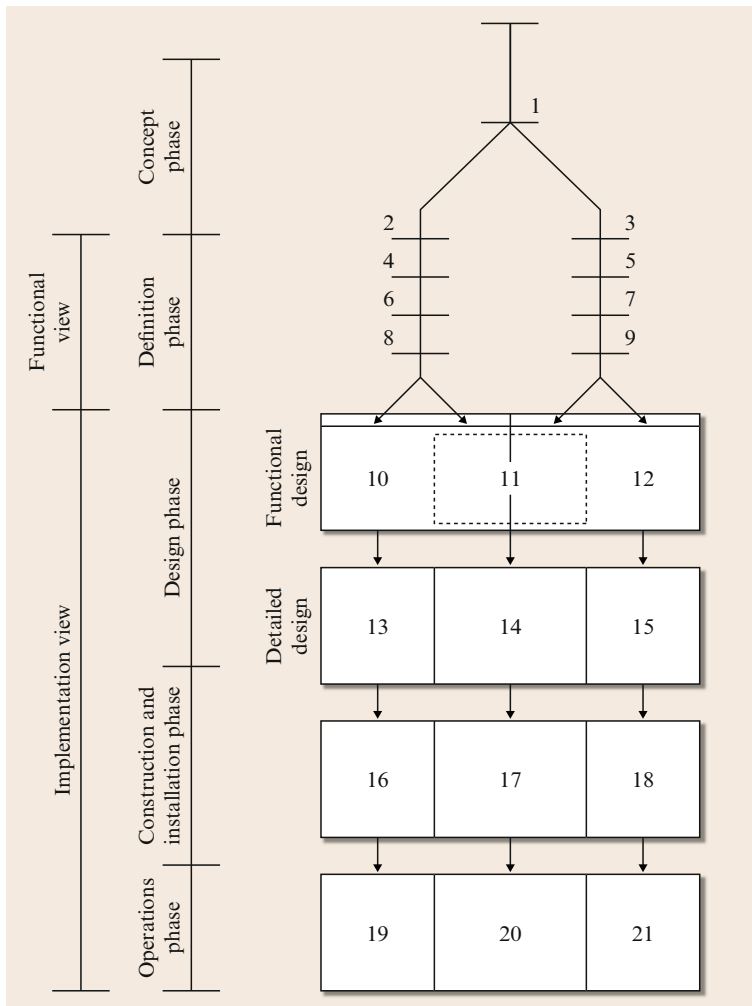 1
Concept
phase
2
3
4
5
6
7
8
9
Functional
view
Definition
phase
Functional
design
10
11
12
Design phase
Detailed
design
13
14
15
Implementation view
Construction and
installation phase
16
17
18
Operations
phase
19
20
21